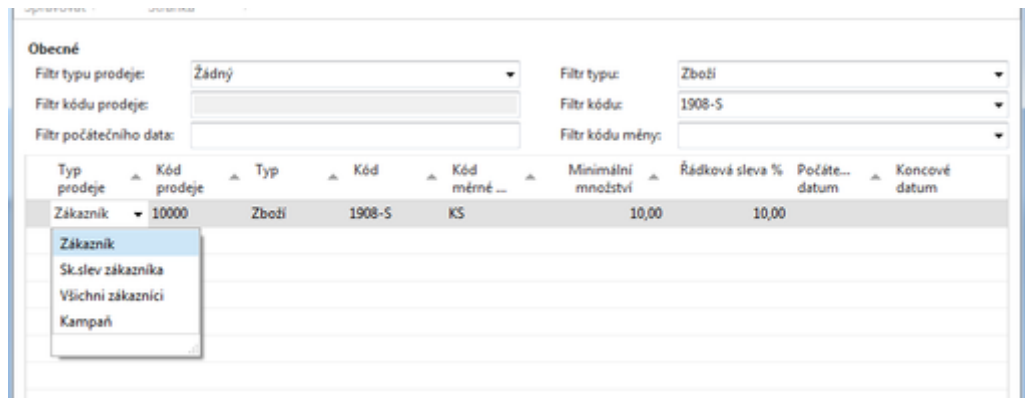 Obecné
Filtr typu prodeje: Žádný Filtr typu: Zboží
Filtr kódu prodeje: Filtr kódu: 1908-S
Filtr počátečního data: Filtr kódu měny:
Typ prodeje Kód prodeje Typ Kód Kód měrné ... Minimální množství Řádková sleva % Počáte... datum Koncové datum
Zákazník 10000 Zboží 1908-S KS 10,00 10,00
Zákazník
Sk.slev zákazníka
Všichni zákazníci
Kampaň